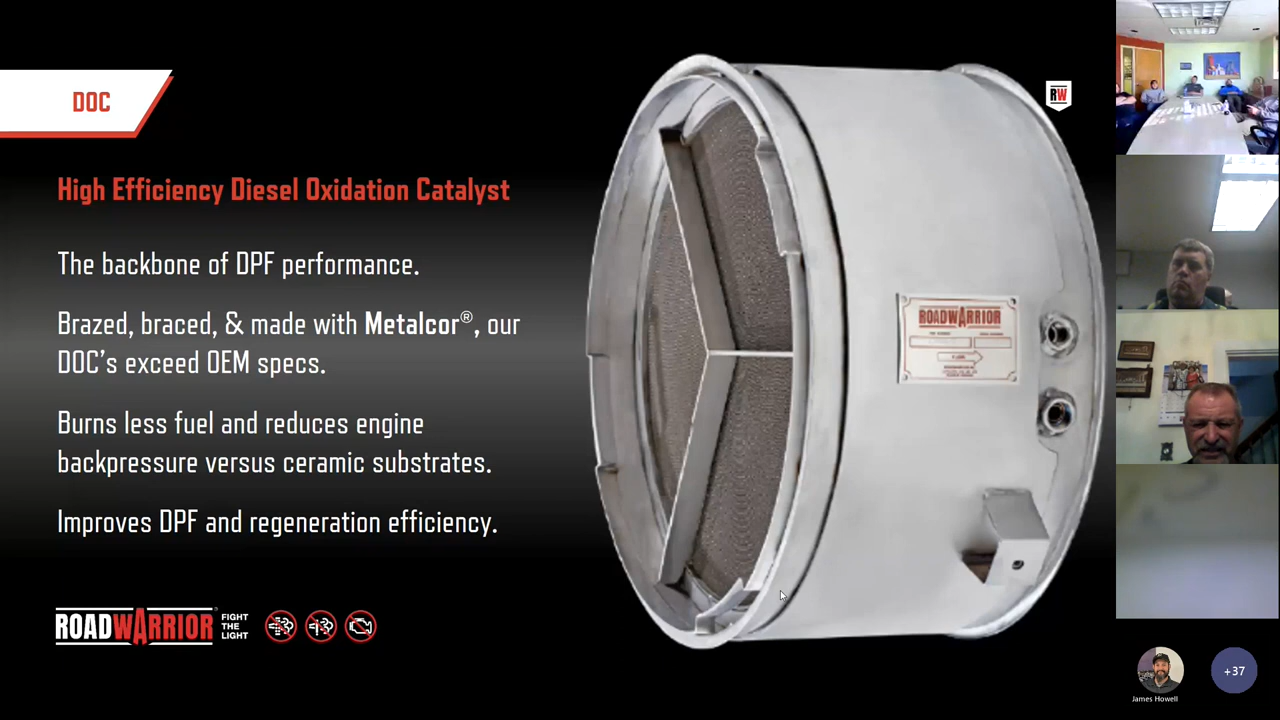 DOC
RW
High Efficiency Diesel Oxidation Catalyst
The backbone of DPF performance.
Brazed, braced, & made with Metalcor®, our
DOC's exceed OEM specs.
Burns less fuel and reduces engine
backpressure versus ceramic substrates.
Improves DPF and regeneration efficiency.
ROADWARRIOR
FLOW
ROADWARRIOR®
FIGHT
THE
LIGHT
James Howell
+37